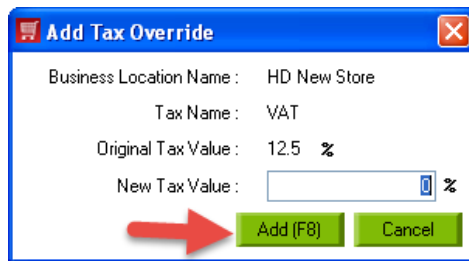 Add Tax Override
Business Location Name : HD New Store
Tax Name : VAT
Original Tax Value : 12.5 %
New Tax Value : 0 %
Add (F8) Cancel